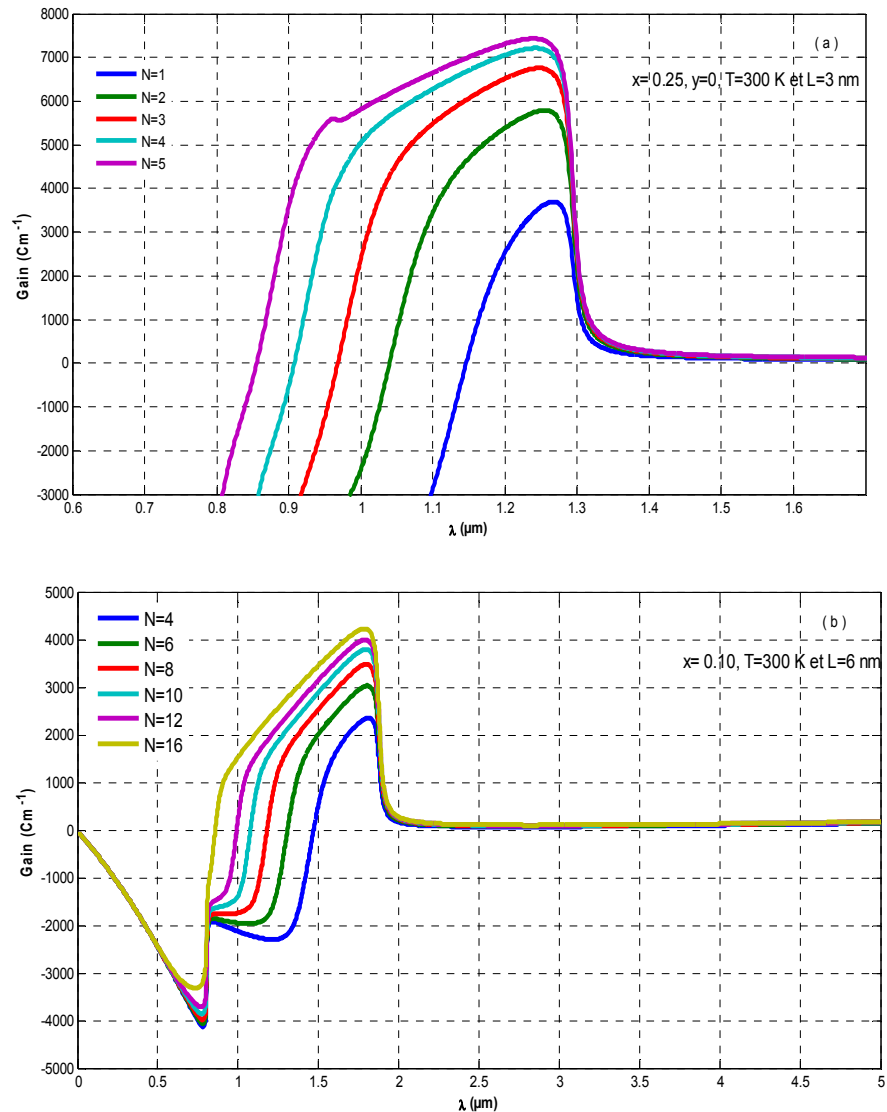 8000
7000
6000
5000
4000
3000
2000
1000
0
-1000
-2000
-3000
Gain (Cm-1)
N=1
N=2
N=3
N=4
N=5
( a )
x= 0.25, y=0, T=300 K et L=3 nm
0.6 0.7 0.8 0.9 1 1.1 1.2 1.3 1.4 1.5 1.6
λ (µm)
5000
4000
3000
2000
1000
0
-1000
-2000
-3000
-4000
-5000
Gain (Cm-1)
N=4
N=6
N=8
N=10
N=12
N=16
( b )
x= 0.10, T=300 K et L=6 nm
0 0.5 1 1.5 2 2.5 3 3.5 4 4.5 5
λ (µm)